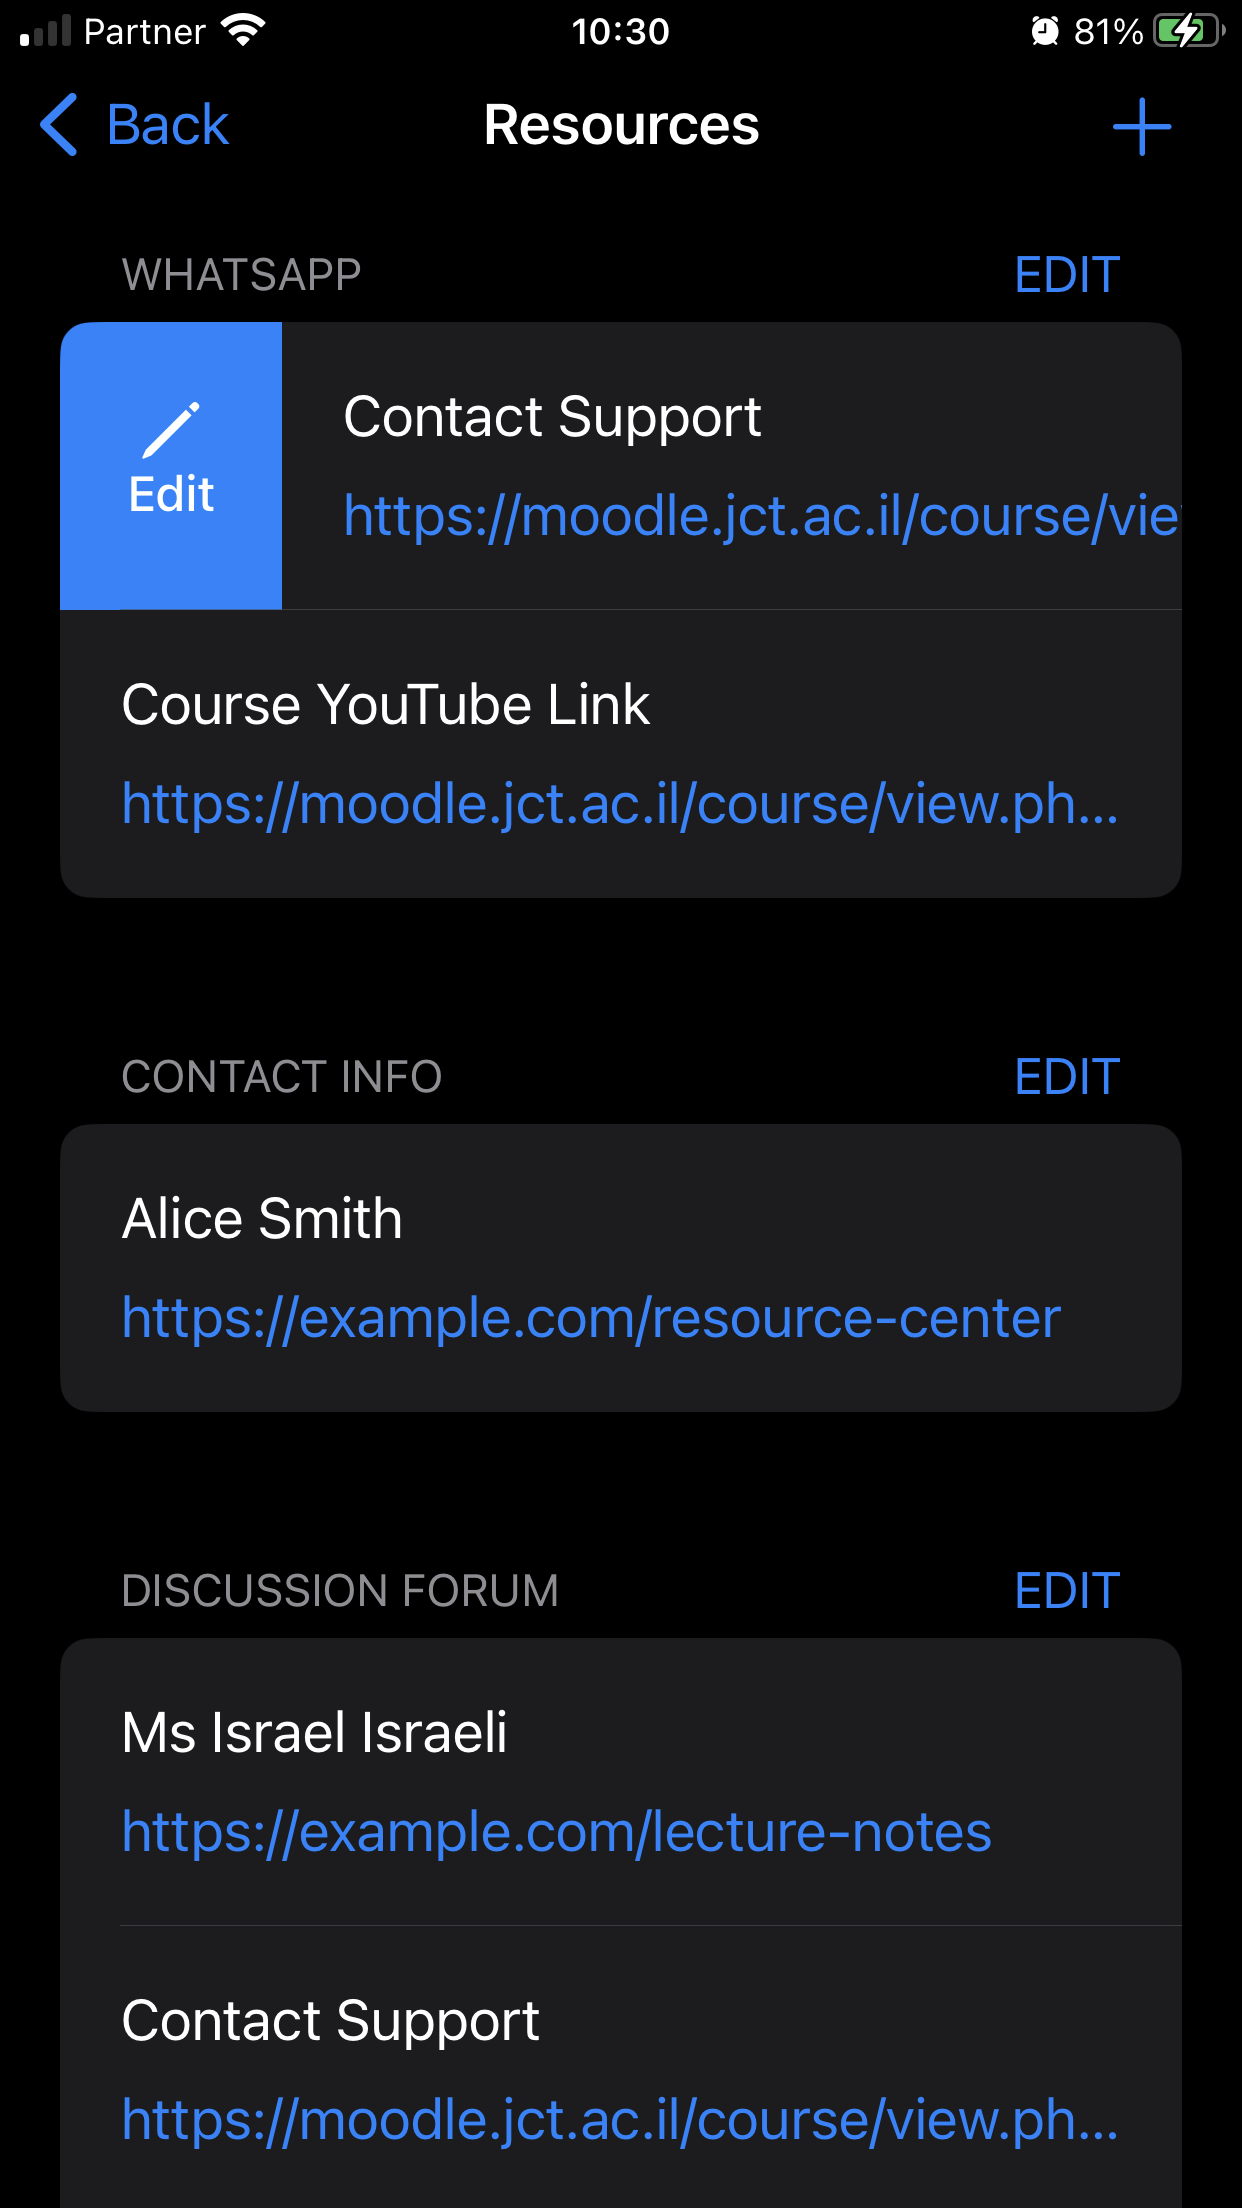 Partner 10:30 81%
Back Resources
WHATSAPP EDIT
Edit
Contact Support
https://moodle.jct.ac.il/course/vie
Course YouTube Link
https://moodle.jct.ac.il/course/view.ph...
CONTACT INFO EDIT
Alice Smith
https://example.com/resource-center
DISCUSSION FORUM EDIT
Ms Israel Israeli
https://example.com/lecture-notes
Contact Support
https://moodle.jct.ac.il/course/view.ph...